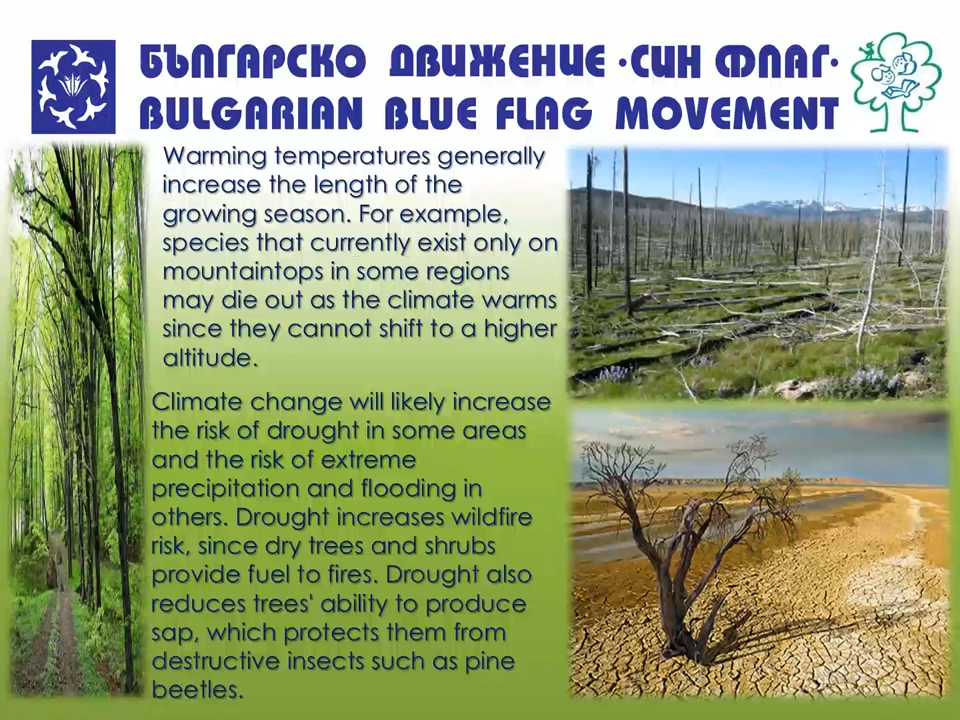 БЪЛГАРСКО ДВИЖЕНИЕ ·СИН ФЛАГ·
BULGARIAN BLUE FLAG MOVEMENT
Warming temperatures generally
increase the length of the
growing season. For example,
species that currently exist only on
mountaintops in some regions
may die out as the climate warms
since they cannot shift to a higher
altitude.
Climate change will likely increase
the risk of drought in some areas
and the risk of extreme
precipitation and flooding in
others. Drought increases wildfire
risk, since dry trees and shrubs
provide fuel to fires. Drought also
reduces trees' ability to produce
sap, which protects them from
destructive insects such as pine
beetles.